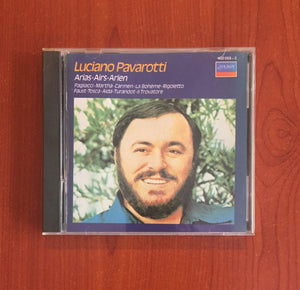 Luciano Pavarotti
Arias·Airs·Arien
Pagliacci·Martha·Carmen·La Bohème·Rigoletto
Faust·Tosca·Aida·Turandot·Il Trovatore